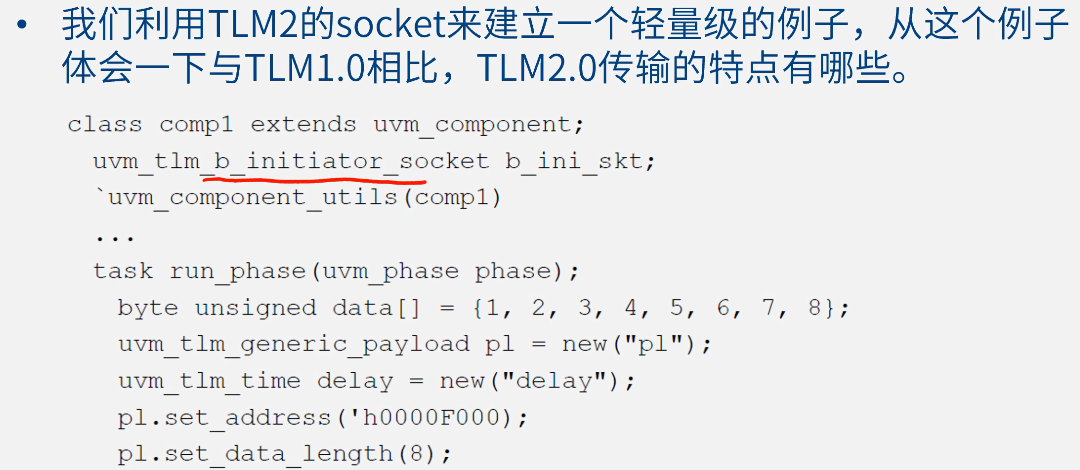 • 我们利用TLM2的socket来建立一个轻量级的例子，从这个例子
体会一下与TLM1.0相比，TLM2.0传输的特点有哪些。
class comp1 extends uvm_component;
uvm_tlm_b_initiator_socket b_ini_skt;
`uvm_component_utils(comp1)
...
task run_phase(uvm_phase phase);
byte unsigned data[] = {1, 2, 3, 4, 5, 6, 7, 8};
uvm_tlm_generic_payload pl = new("pl");
uvm_tlm_time delay = new("delay");
pl.set_address('h0000F000);
pl.set_data_length(8);